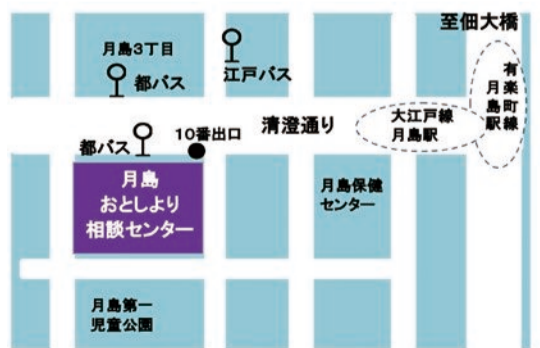 至佃大橋
月島3丁目
都バス
江戸バス
有楽町線
月島駅
大江戸線
月島駅
清澄通り
10番出口
都バス
月島
おとしより
相談センター
月島保健
センター
月島第一
児童公園